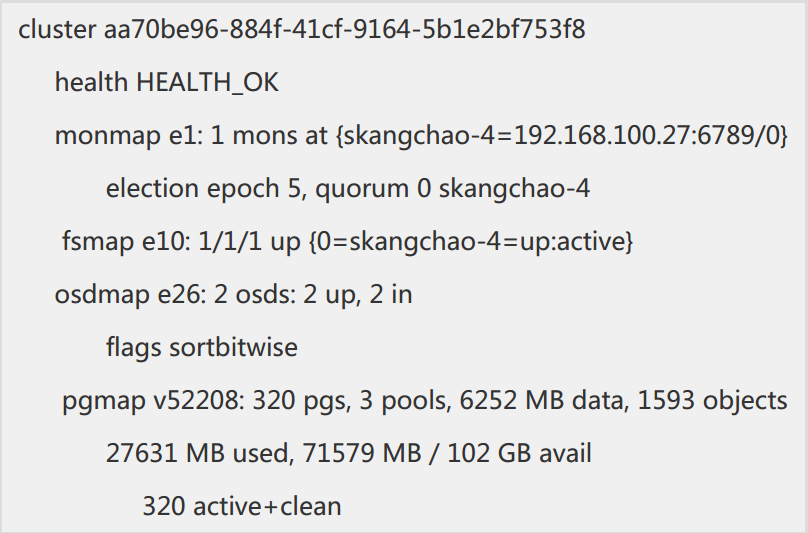 cluster aa70be96-884f-41cf-9164-5b1e2bf753f8
health HEALTH_OK
monmap e1: 1 mons at {skangchao-4=192.168.100.27:6789/0}
election epoch 5, quorum 0 skangchao-4
fsmap e10: 1/1/1 up {0=skangchao-4=up:active}
osdmap e26: 2 osds: 2 up, 2 in
flags sortbitwise
pgmap v52208: 320 pgs, 3 pools, 6252 MB data, 1593 objects
27631 MB used, 71579 MB / 102 GB avail
320 active+clean